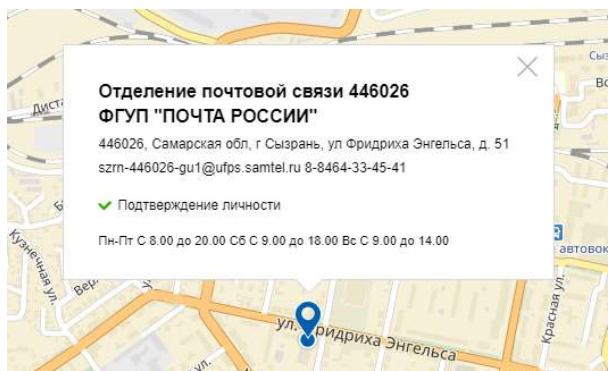 Отделение почтовой связи 446026
ФГУП "ПОЧТА РОССИИ"
446026, Самарская обл, г Сызрань, ул Фридриха Энгельса, д. 51
szrn-446026-gu1@ufps.samtel.ru 8-8464-33-45-41
Подтверждение личности
Пн-Пт С 8.00 до 20.00 Сб С 9.00 до 18.00 Вс С 9.00 до 14.00
Кузнечная ул.
автовок
Красная ул.
ул. Фридриха Энгельса
ул.